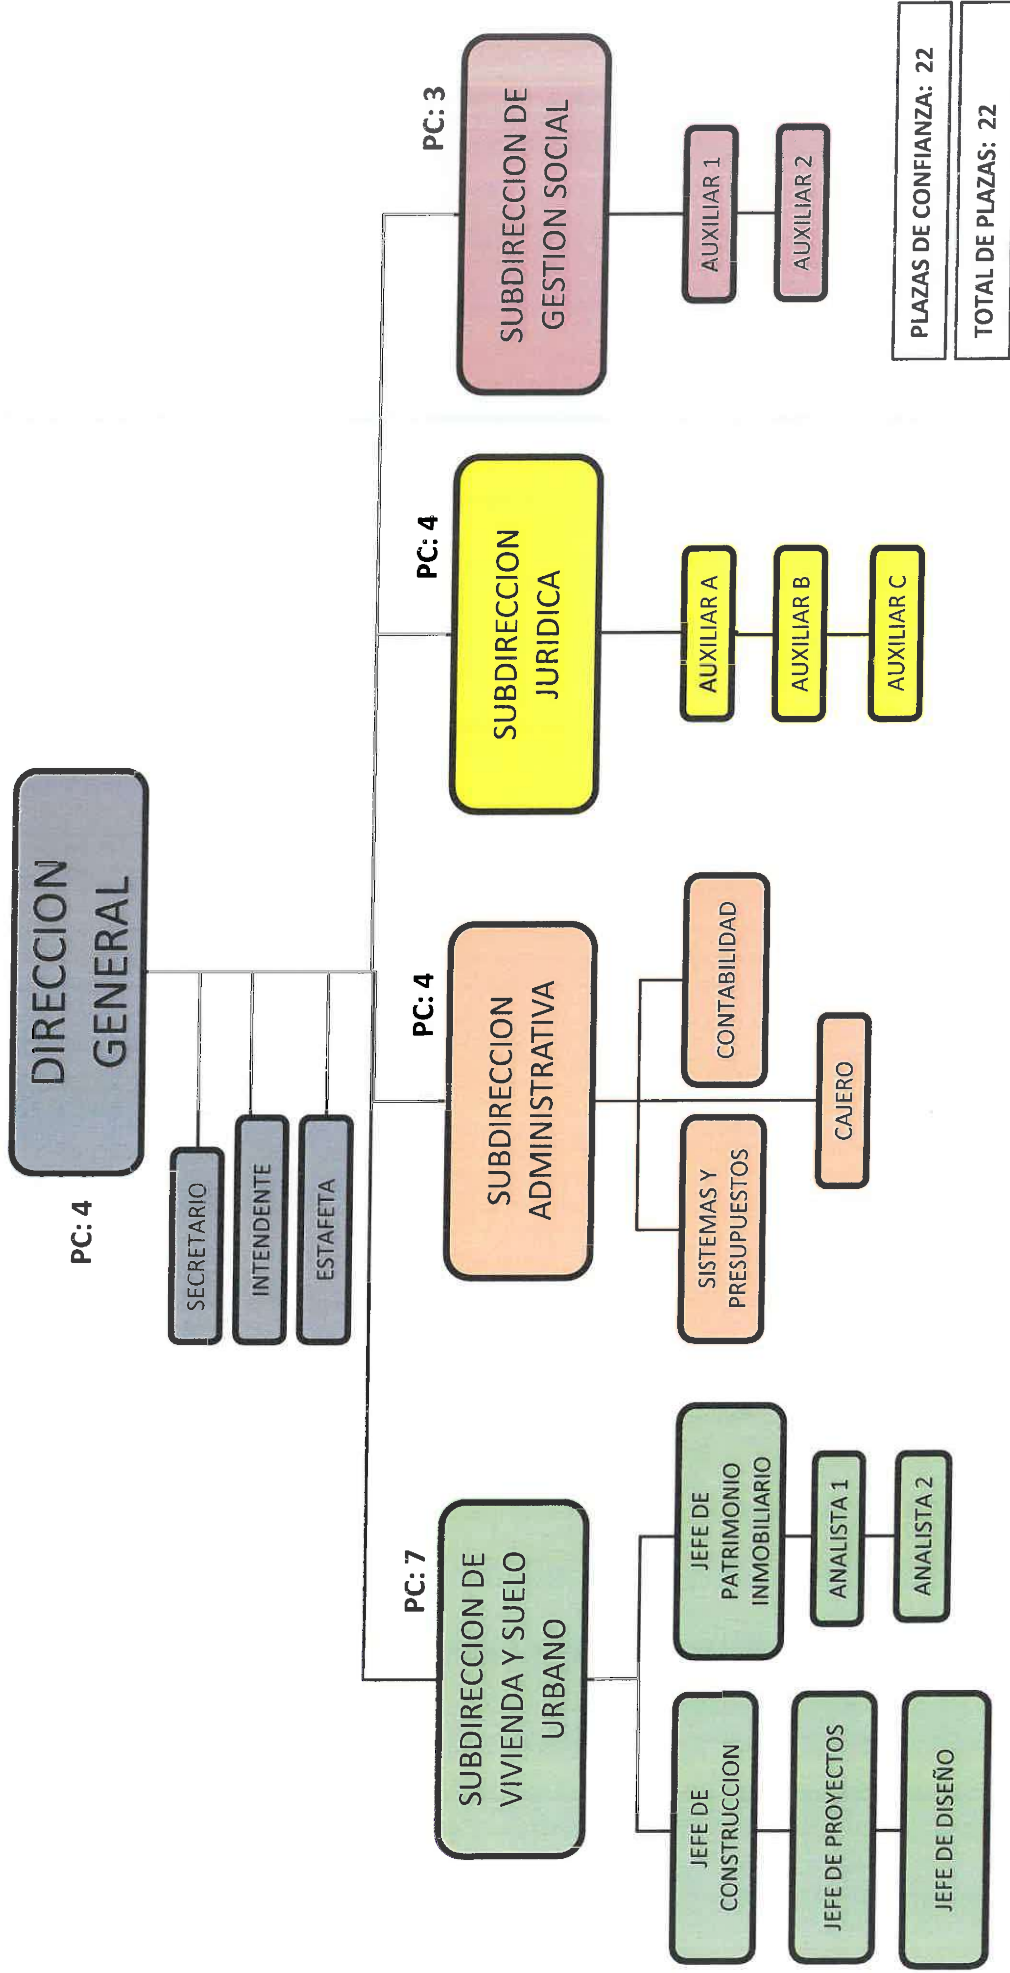 DIRECCION
GENERAL
PC: 4
SECRETARIO
INTENDENTE
ESTAFETA
PC: 7
SUBDIRECCION DE
VIVIENDA Y SUELO
URBANO
JEFE DE
CONSTRUCCION
JEFE DE PROYECTOS
JEFE DE DISEÑO
JEFE DE
PATRIMONIO
INMOBILIARIO
ANALISTA 1
ANALISTA 2
PC: 4
SUBDIRECCION
ADMINISTRATIVA
SISTEMAS Y
PRESUPUESTOS
CONTABILIDAD
CAJERO
PC: 4
SUBDIRECCION
JURIDICA
AUXILIAR A
AUXILIAR B
AUXILIAR C
PC: 3
SUBDIRECCION DE
GESTION SOCIAL
AUXILIAR 1
AUXILIAR 2
PLAZAS DE CONFIANZA: 22
TOTAL DE PLAZAS: 22